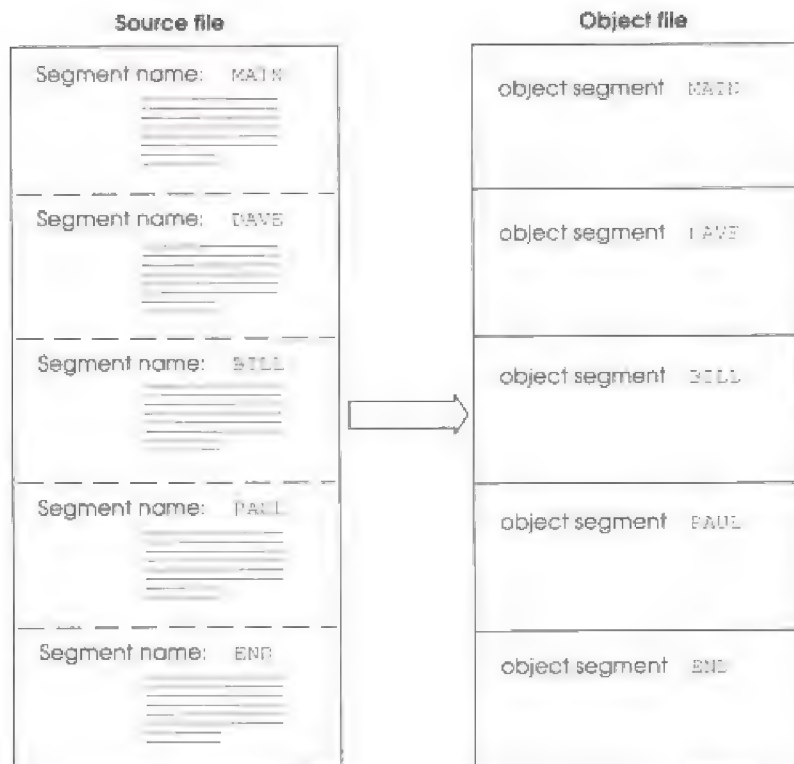 Source file
Segment name: MAIN
Segment name: DAVE
Segment name: BILL
Segment name: PAUL
Segment name: END
Object file
object segment MAIN
object segment DAVE
object segment BILL
object segment PAUL
object segment END